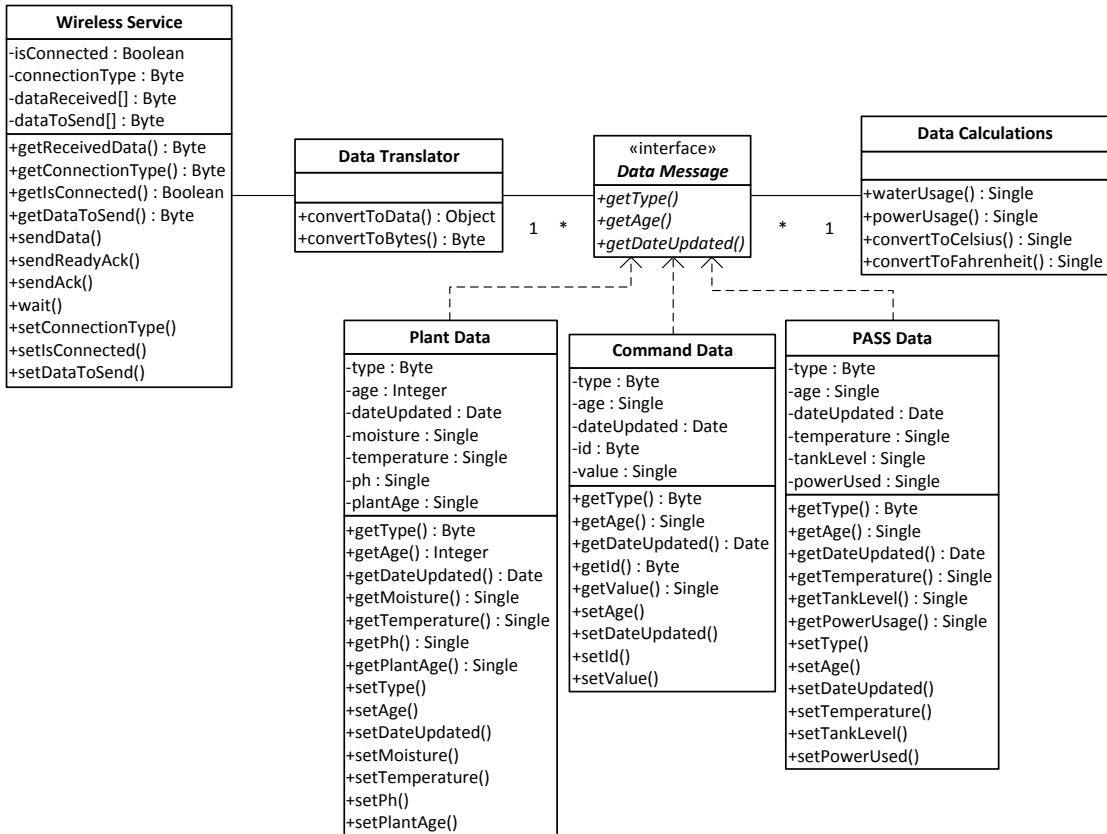 Wireless Service
-isConnected : Boolean
-connectionType : Byte
-dataReceived[] : Byte
-dataToSend[] : Byte
+getReceivedData() : Byte
+getConnectionType() : Byte
+getIsConnected() : Boolean
+getDataToSend() : Byte
+sendData()
+sendReadyAck()
+sendAck()
+wait()
+setConnectionType()
+setIsConnected()
+setDataToSend()
Data Translator
+convertToData() : Object
+convertToBytes() : Byte
1 *
«interface»
Data Message
+getType()
+getAge()
+getDateUpdated()
* 1
Data Calculations
+waterUsage() : Single
+powerUsage() : Single
+convertToCelsius() : Single
+convertToFahrenheit() : Single
Plant Data
-type : Byte
-age : Integer
-dateUpdated : Date
-moisture : Single
-temperature : Single
-ph : Single
-plantAge : Single
+getType() : Byte
+getAge() : Integer
+getDateUpdated() : Date
+getMoisture() : Single
+getTemperature() : Single
+getPh() : Single
+getPlantAge() : Single
+setType()
+setAge()
+setDateUpdated()
+setMoisture()
+setTemperature()
+setPh()
+setPlantAge()
Command Data
-type : Byte
-age : Single
-dateUpdated : Date
-id : Byte
-value : Single
+getType() : Byte
+getAge() : Single
+getDateUpdated() : Date
+getId() : Byte
+getValue() : Single
+setAge()
+setDateUpdated()
+setId()
+setValue()
PASS Data
-type : Byte
-age : Single
-dateUpdated : Date
-temperature : Single
-tankLevel : Single
-powerUsed : Single
+getType() : Byte
+getAge() : Single
+getDateUpdated() : Date
+getTemperature() : Single
+getTankLevel() : Single
+getPowerUsage() : Single
+setType()
+setAge()
+setDateUpdated()
+setTemperature()
+setTankLevel()
+setPowerUsed()